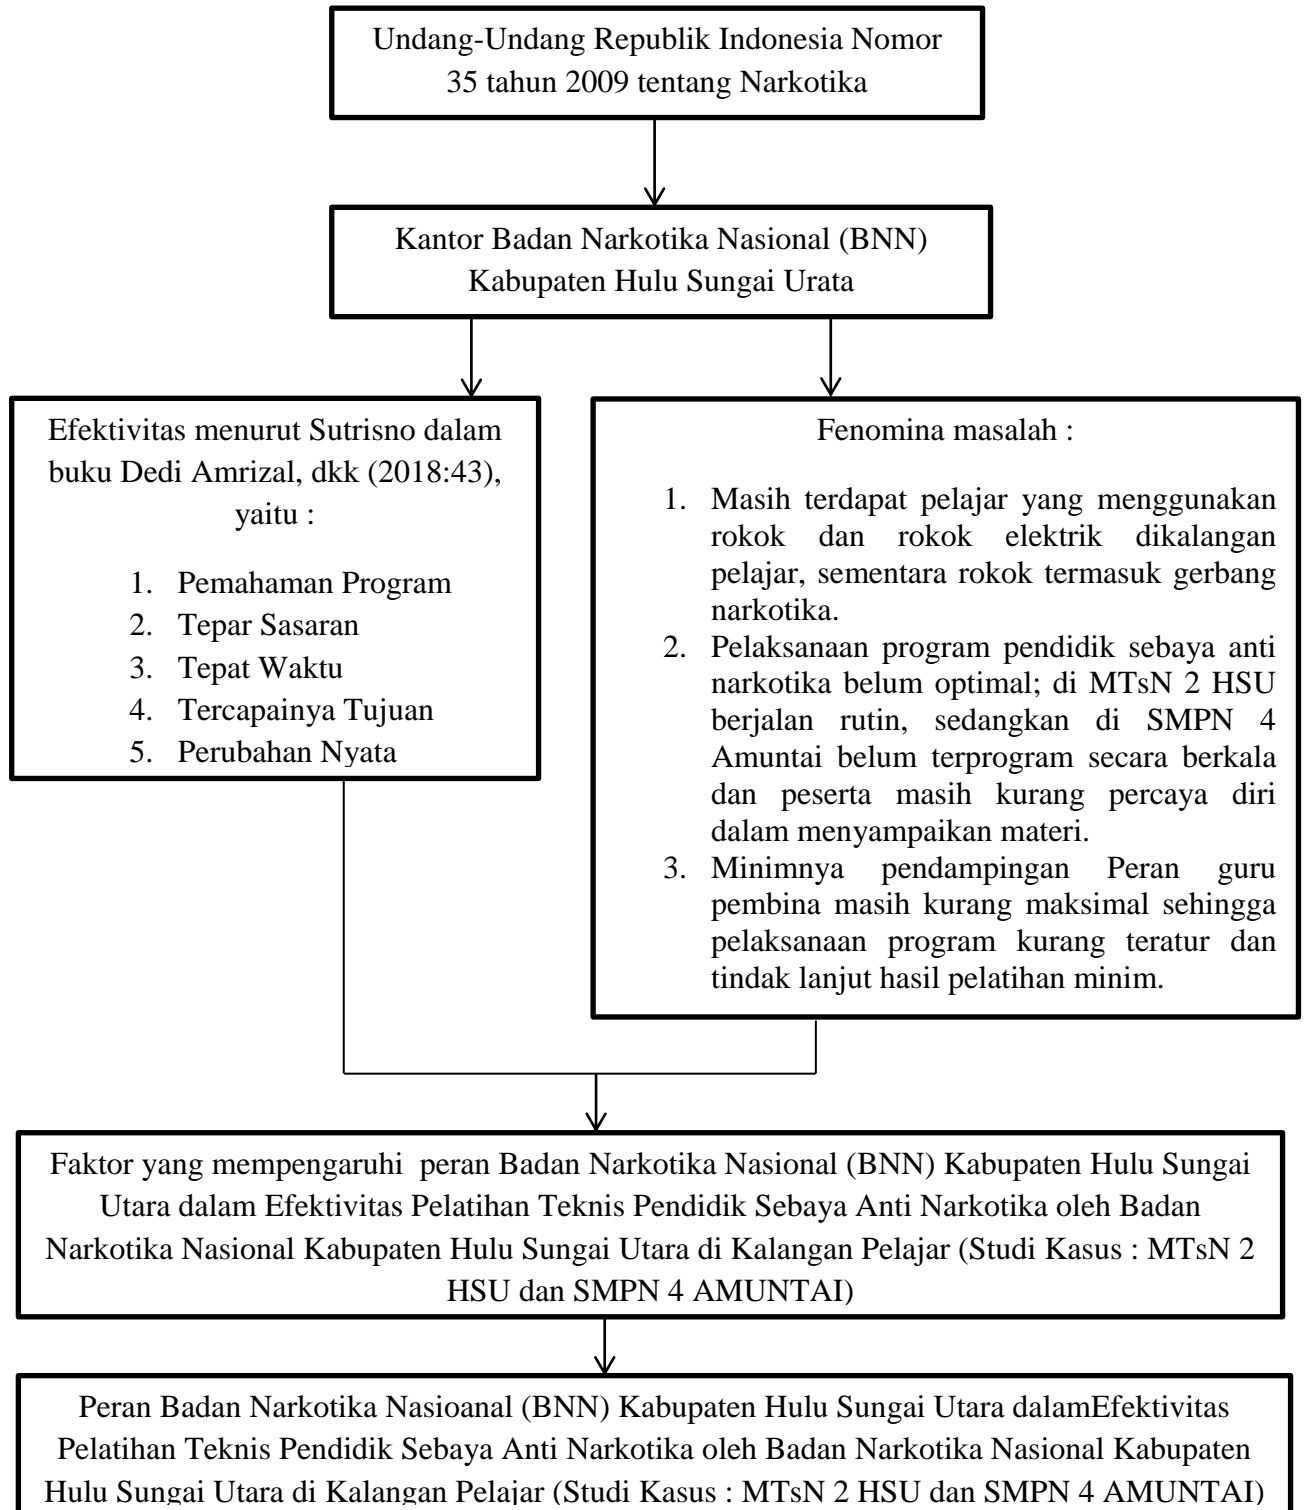 Undang-Undang Republik Indonesia Nomor
35 tahun 2009 tentang Narkotika
Kantor Badan Narkotika Nasional (BNN)
Kabupaten Hulu Sungai Urata
Efektivitas menurut Sutrisno dalam
buku Dedi Amrizal, dkk (2018:43),
yaitu :
1. Pemahaman Program
2. Tepar Sasaran
3. Tepat Waktu
4. Tercapainya Tujuan
5. Perubahan Nyata
Fenomina masalah :
1. Masih terdapat pelajar yang menggunakan
rokok dan rokok elektrik dikalangan
pelajar, sementara rokok termasuk gerbang
narkotika.
2. Pelaksanaan program pendidik sebaya anti
narkotika belum optimal; di MTsN 2 HSU
berjalan rutin, sedangkan di SMPN 4
Amuntai belum terprogram secara berkala
dan peserta masih kurang percaya diri
dalam menyampaikan materi.
3. Minimnya pendampingan Peran guru
pembina masih kurang maksimal sehingga
pelaksanaan program kurang teratur dan
tindak lanjut hasil pelatihan minim.
Faktor yang mempengaruhi peran Badan Narkotika Nasional (BNN) Kabupaten Hulu Sungai
Utara dalam Efektivitas Pelatihan Teknis Pendidik Sebaya Anti Narkotika oleh Badan
Narkotika Nasional Kabupaten Hulu Sungai Utara di Kalangan Pelajar (Studi Kasus : MTsN 2
HSU dan SMPN 4 AMUNTAI)
Peran Badan Narkotika Nasioanal (BNN) Kabupaten Hulu Sungai Utara dalamEfektivitas
Pelatihan Teknis Pendidik Sebaya Anti Narkotika oleh Badan Narkotika Nasional Kabupaten
Hulu Sungai Utara di Kalangan Pelajar (Studi Kasus : MTsN 2 HSU dan SMPN 4 AMUNTAI)